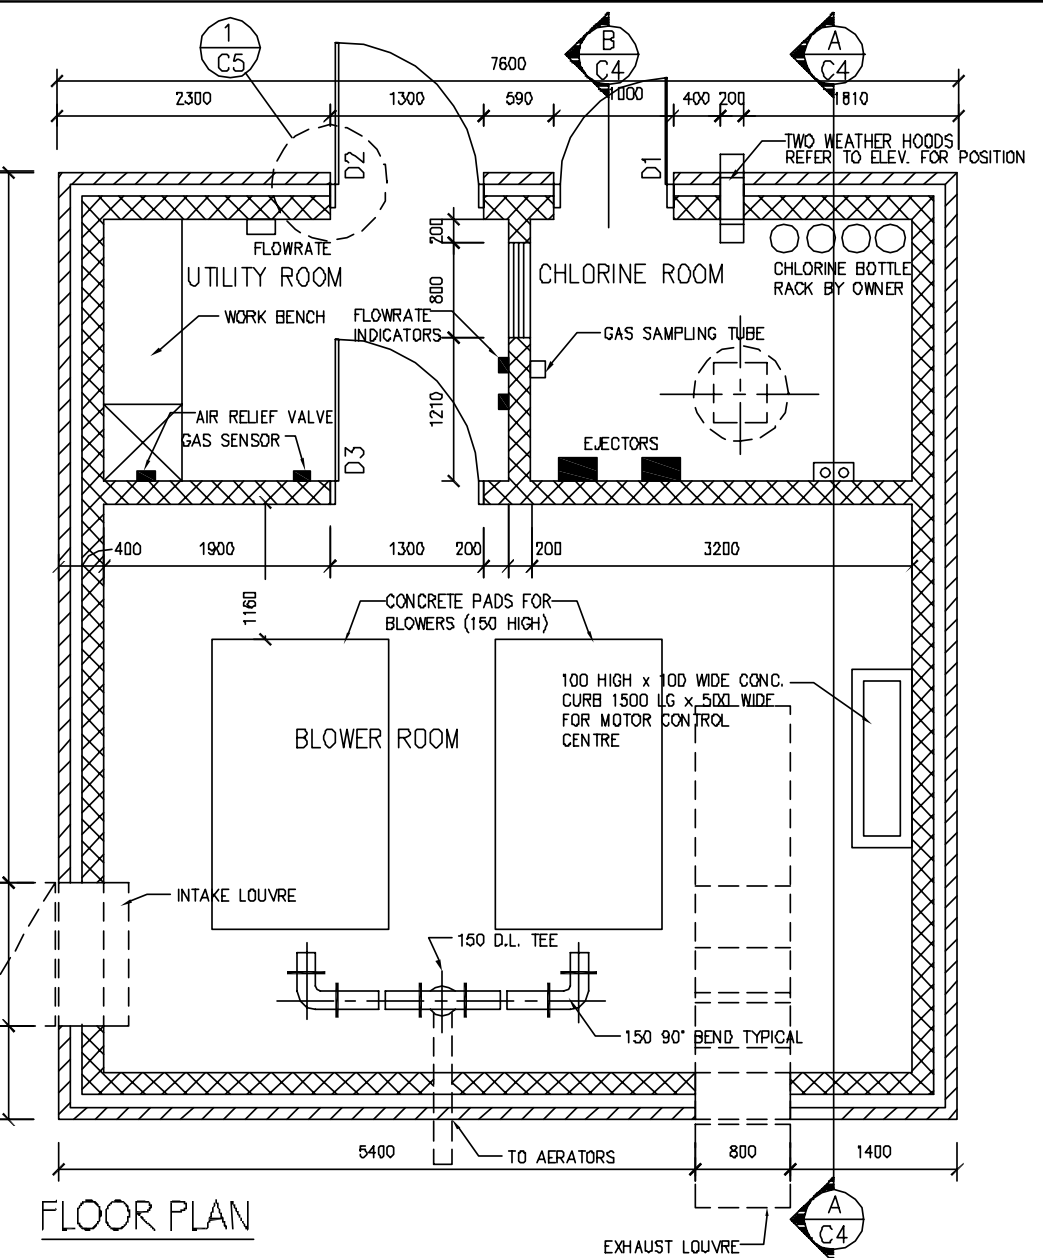 1
C5
B
C4
A
C4
7600
2300
1300
590
1000
400
200
1810
TWO WEATHER HOODS
REFER TO ELEV. FOR POSITION
D2
D1
200
FLOWRATE
UTILITY ROOM
CHLORINE ROOM
CHLORINE BOTTLE
RACK BY OWNER
800
WORK BENCH
FLOWRATE
INDICATORS
GAS SAMPLING TUBE
1210
AIR RELIEF VALVE
GAS SENSOR
D3
EJECTORS
400
1900
1300
200
200
3200
1160
CONCRETE PADS FOR
BLOWERS (150 HIGH)
100 HIGH x 100 WIDE CONC.
CURB 1500 LG x 500 WIDE
FOR MOTOR CONTROL
CENTRE
BLOWER ROOM
INTAKE LOUVRE
150 D.I. TEE
150 90° BEND TYPICAL
5400
800
1400
TO AERATORS
FLOOR PLAN
A
C4
EXHAUST LOUVRE